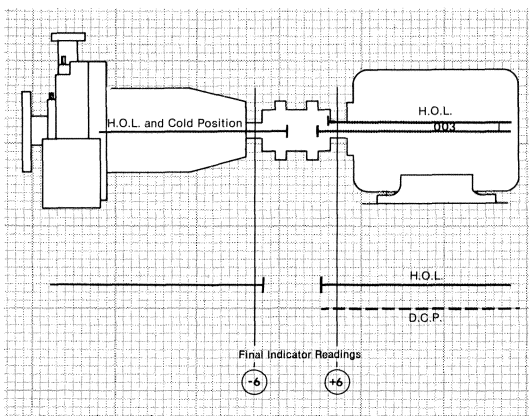 H.O.L. and Cold Position
H.O.L.
.003
H.O.L.
D.C.P.
Final Indicator Readings
-6
+6